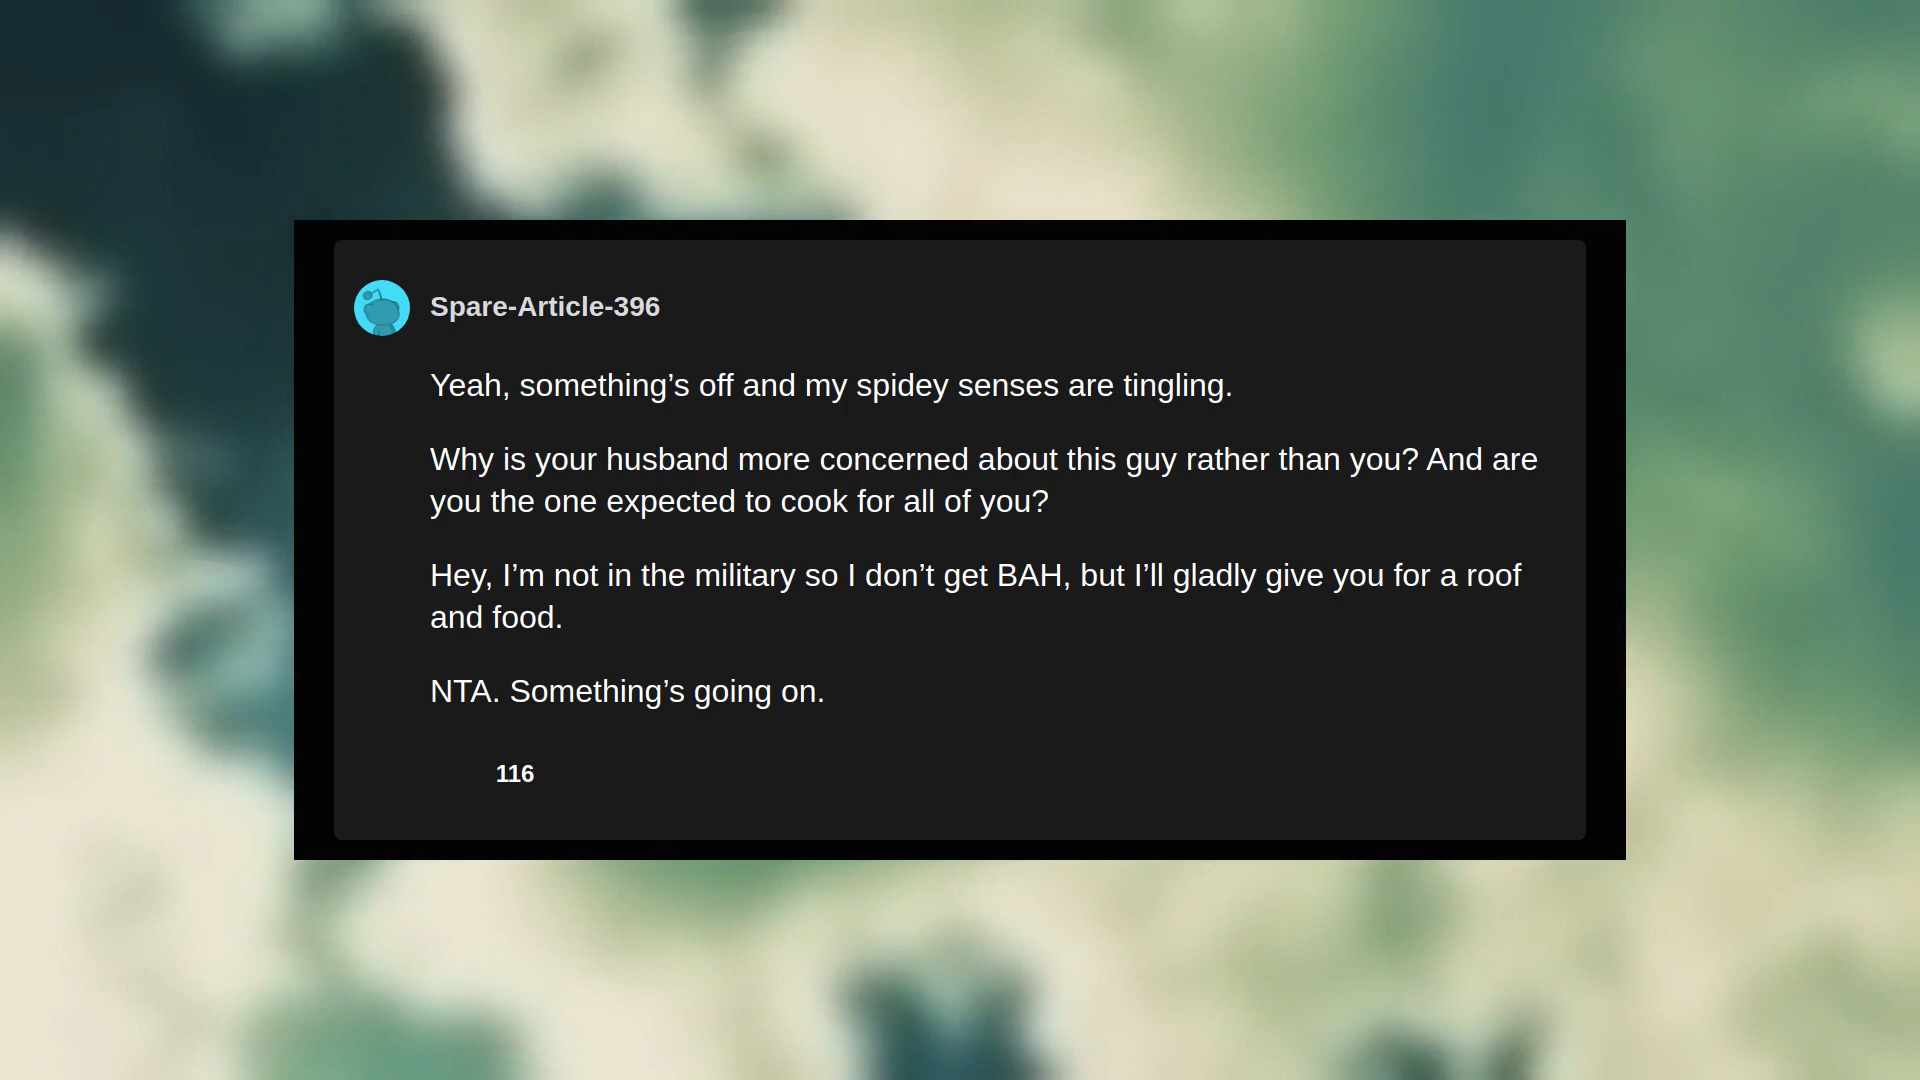 Spare-Article-396
Yeah, something’s off and my spidey senses are tingling.
Why is your husband more concerned about this guy rather than you? And are
you the one expected to cook for all of you?
Hey, I’m not in the military so I don’t get BAH, but I’ll gladly give you for a roof
and food.
NTA. Something’s going on.
116